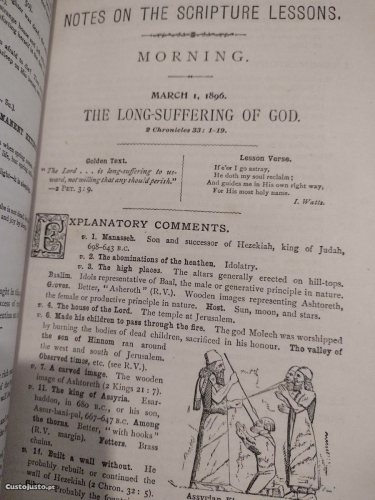 NOTES ON THE SCRIPTURE LESSONS.
MORNING.
MARCH 1, 1896.
THE LONG-SUFFERING OF GOD.
2 Chronicles 33: 1-19.
Golden Text.
"The Lord . . . is long-suffering to us-
ward, not willing that any should perish."
—2 PET. 3: 9.
Lesson Verse.
If e'er I go astray,
He doth my soul reclaim;
And guides me in His own right way,
For His most holy name.
I. Watts.
EXPLANATORY COMMENTS.
v. 1. Manasseh. Son and successor of Hezekiah, king of Judah,
698-643 B.C.
v. 2. The abominations of the heathen. Idolatry.
v. 3. The high places. The altars generally erected on hill-tops.
Baalim. Idols representative of Baal, the male or generative principle in nature.
Groves. Better, "Asheroth" (R.V.). Wooden images representing Ashtoreth,
the female or productive principle in nature. Host. Sun, moon, and stars.
v. 4. The house of the Lord. The temple at Jerusalem.
v. 6. Made his children to pass through the fire. The god Molech was worshipped
by burning the bodies of dead children, sacrificed in his honour. The valley of
the son of Hinnom ran around
the west and south of Jerusalem.
Observed times, etc. (see R.V.).
v. 7. A carved image. The wooden
image of Ashtoreth (2 Kings 21: 7).
v. 11. The king of Assyria. Esar-
haddon, in 680 B.C., or his son,
Assur-bani-pal, 667-647 B.C. Among
the thorns. Better, "with hooks"
(R.V. margin). Fetters. Brass
chains.
v. 14. Built a wall without. He
probably rebuilt or continued the
wall of Hezekiah (2 Chron. 32: 5).
Assyrian
Custojusto.pt